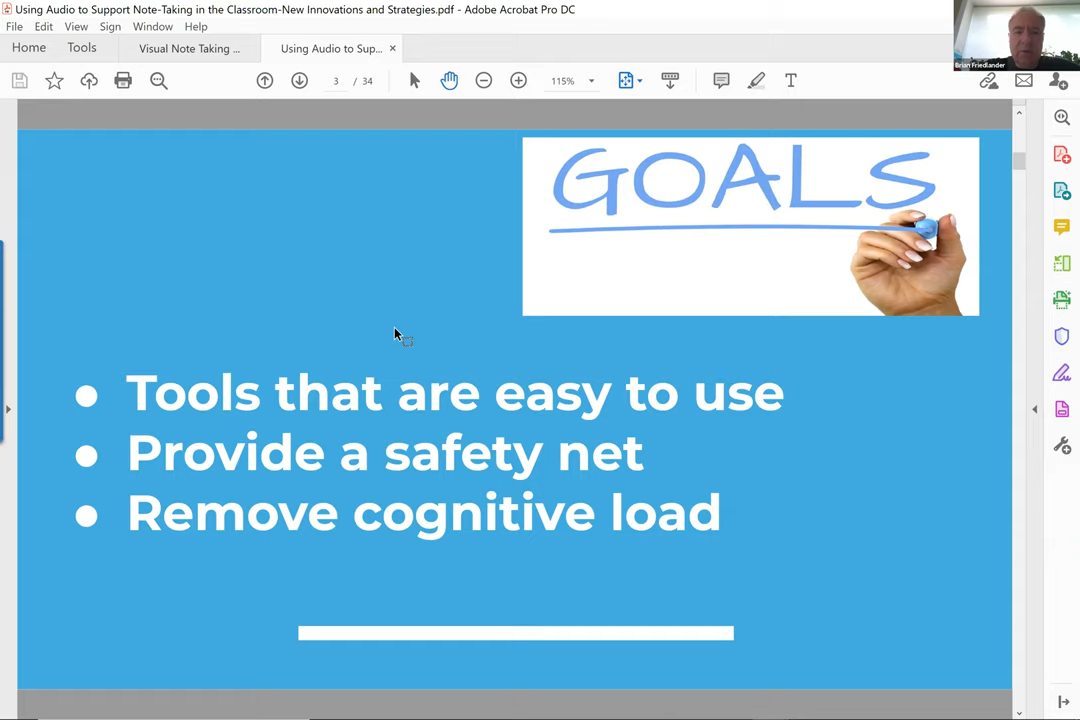 Using Audio to Support Note-Taking in the Classroom-New Innovations and Strategies.pdf - Adobe Acrobat Pro DC
File Edit View Sign Window Help
Home Tools Visual Note Taking ... Using Audio to Sup... ×
3 / 34 115%
Brian Friedlander
GOALS
● Tools that are easy to use
● Provide a safety net
● Remove cognitive load